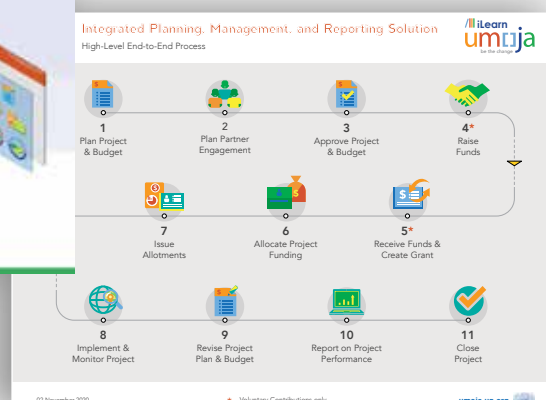 Integrated Planning, Management, and Reporting Solution
High-Level End-to-End Process
iLearn
umoja
be the change
1
Plan Project
& Budget
2
Plan Partner
Engagement
3
Approve Project
& Budget
4*
Raise
Funds
7
Issue
Allotments
6
Allocate Project
Funding
5*
Receive Funds &
Create Grant
8
Implement &
Monitor Project
9
Revise Project
Plan & Budget
10
Report on Project
Performance
11
Close
Project
02 November 2020
* Voluntary Contributions only
umoja.un.org